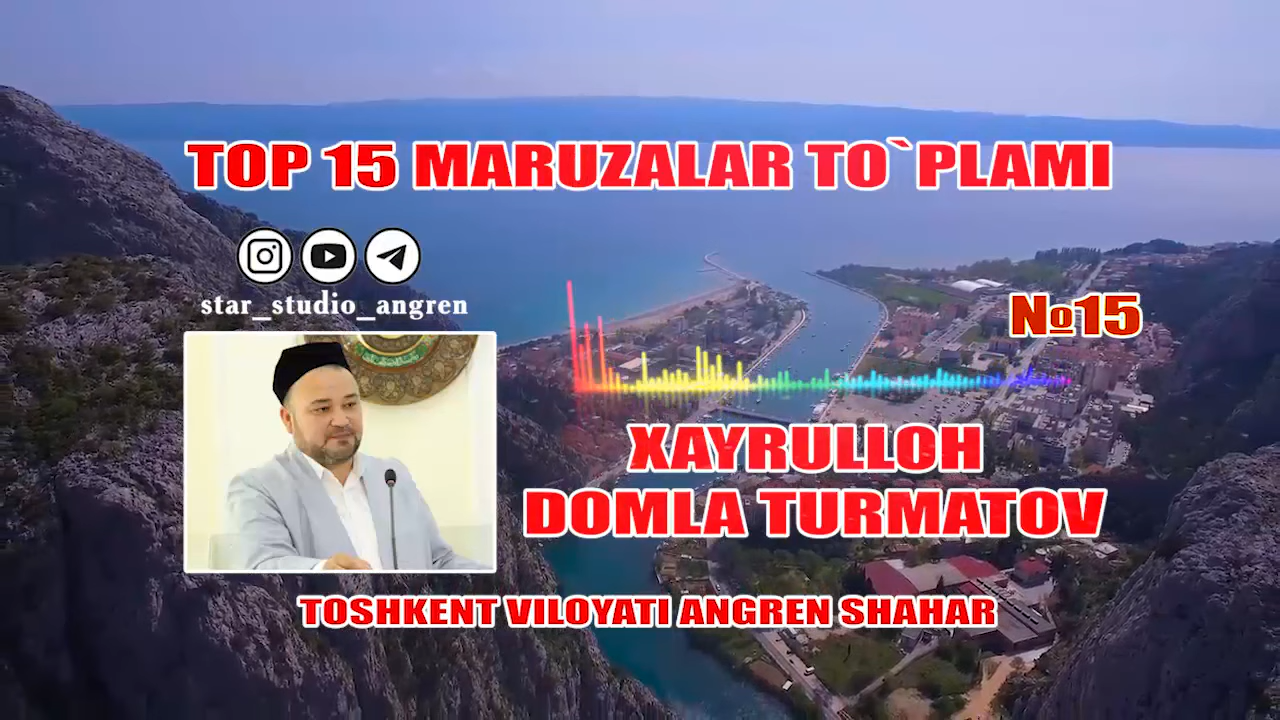 TOP 15 MARUZALAR TO`PLAMI
star_studio_angren
№15
XAYRULLOH
DOMLA TURMATOV
TOSHKENT VILOYATI ANGREN SHAHAR